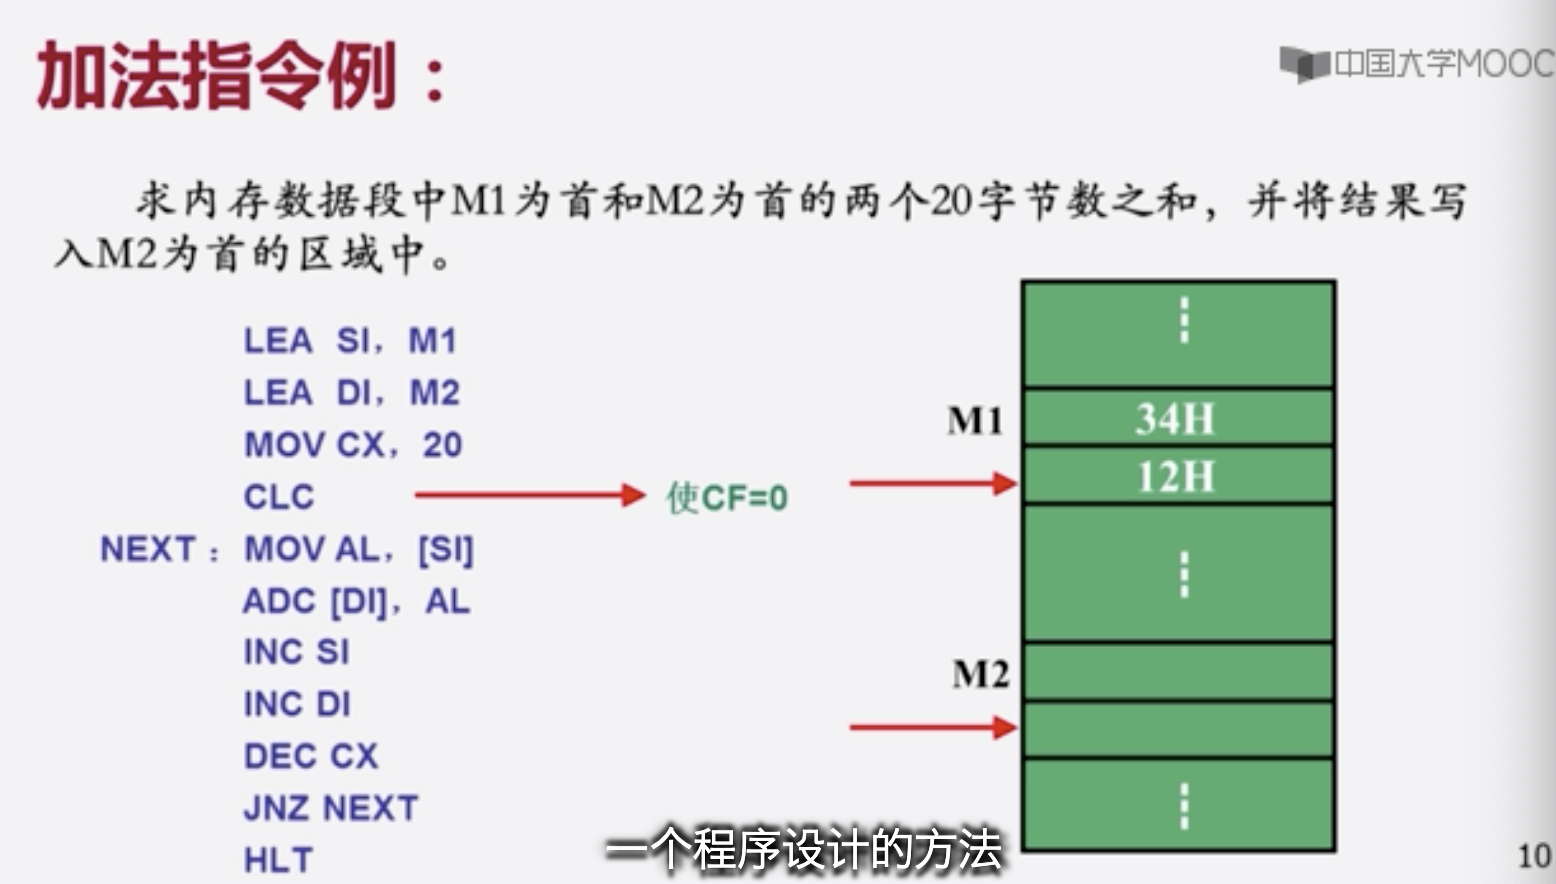 加法指令例：
中国大学MOOC
求内存数据段中M1为首和M2为首的两个20字节数之和，并将结果写
入M2为首的区域中。
LEA SI，M1
LEA DI，M2
MOV CX，20
CLC
使CF=0
NEXT：MOV AL，[SI]
ADC [DI]，AL
INC SI
INC DI
DEC CX
JNZ NEXT
HLT
M1
34H
12H
M2
一个程序设计的方法
10